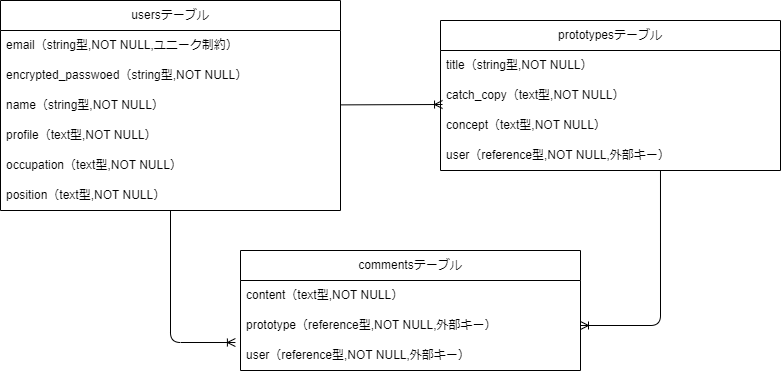 usersテーブル
email（string型,NOT NULL,ユニーク制約）
encrypted_passwoed（string型,NOT NULL）
name（string型,NOT NULL）
profile（text型,NOT NULL）
occupation（text型,NOT NULL）
position（text型,NOT NULL）
prototypesテーブル
title（string型,NOT NULL）
catch_copy（text型,NOT NULL）
concept（text型,NOT NULL）
user（reference型,NOT NULL,外部キー）
commentsテーブル
content（text型,NOT NULL）
prototype（reference型,NOT NULL,外部キー）
user（reference型,NOT NULL,外部キー）